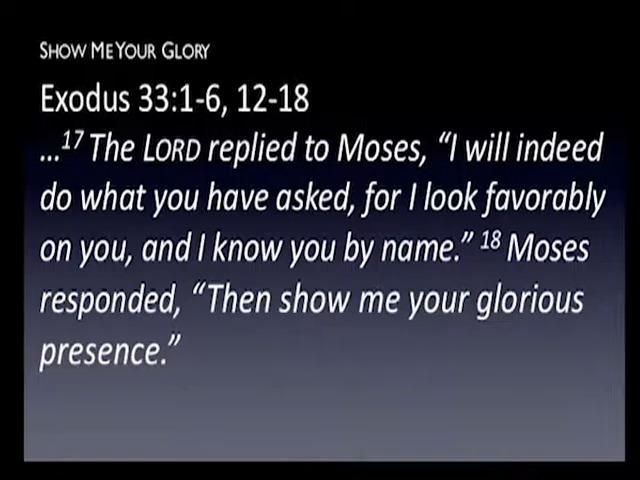 SHOW ME YOUR GLORY
Exodus 33:1-6, 12-18
...17 The LORD replied to Moses, “I will indeed
do what you have asked, for I look favorably
on you, and I know you by name.” 18 Moses
responded, “Then show me your glorious
presence.”